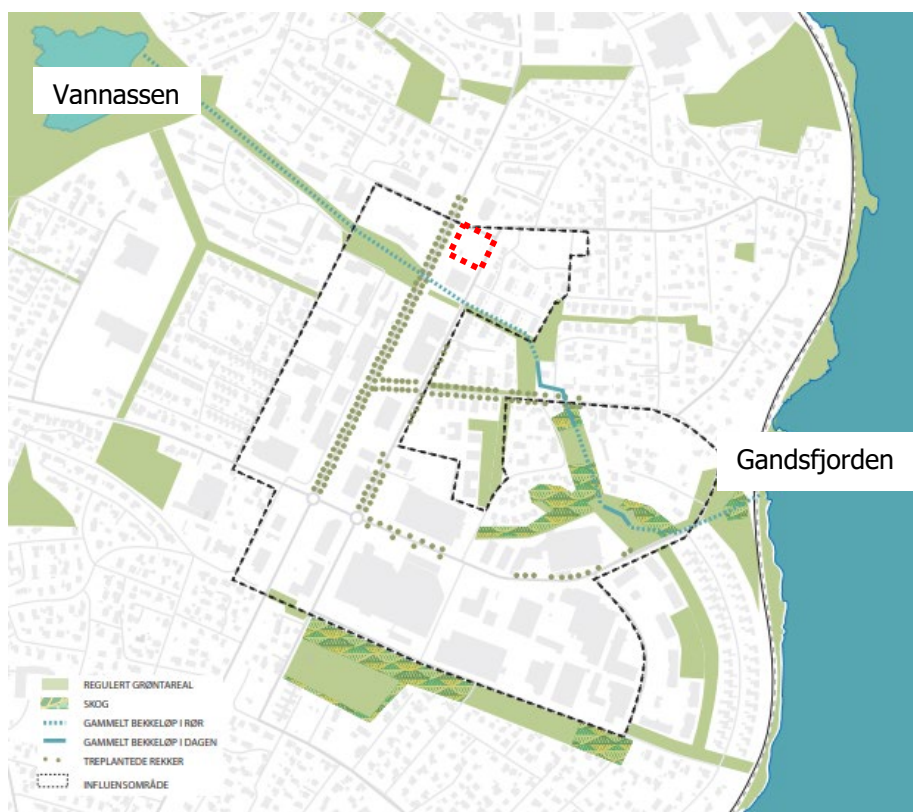 Vannassen
Gandsfjorden
REGULERT GRØNTAREAL
SKOG
GAMMELT BEKKELØP I RØR
GAMMELT BEKKELØP I DAGEN
TREPLANTEDE REKKER
INFLUENSOMRÅDE